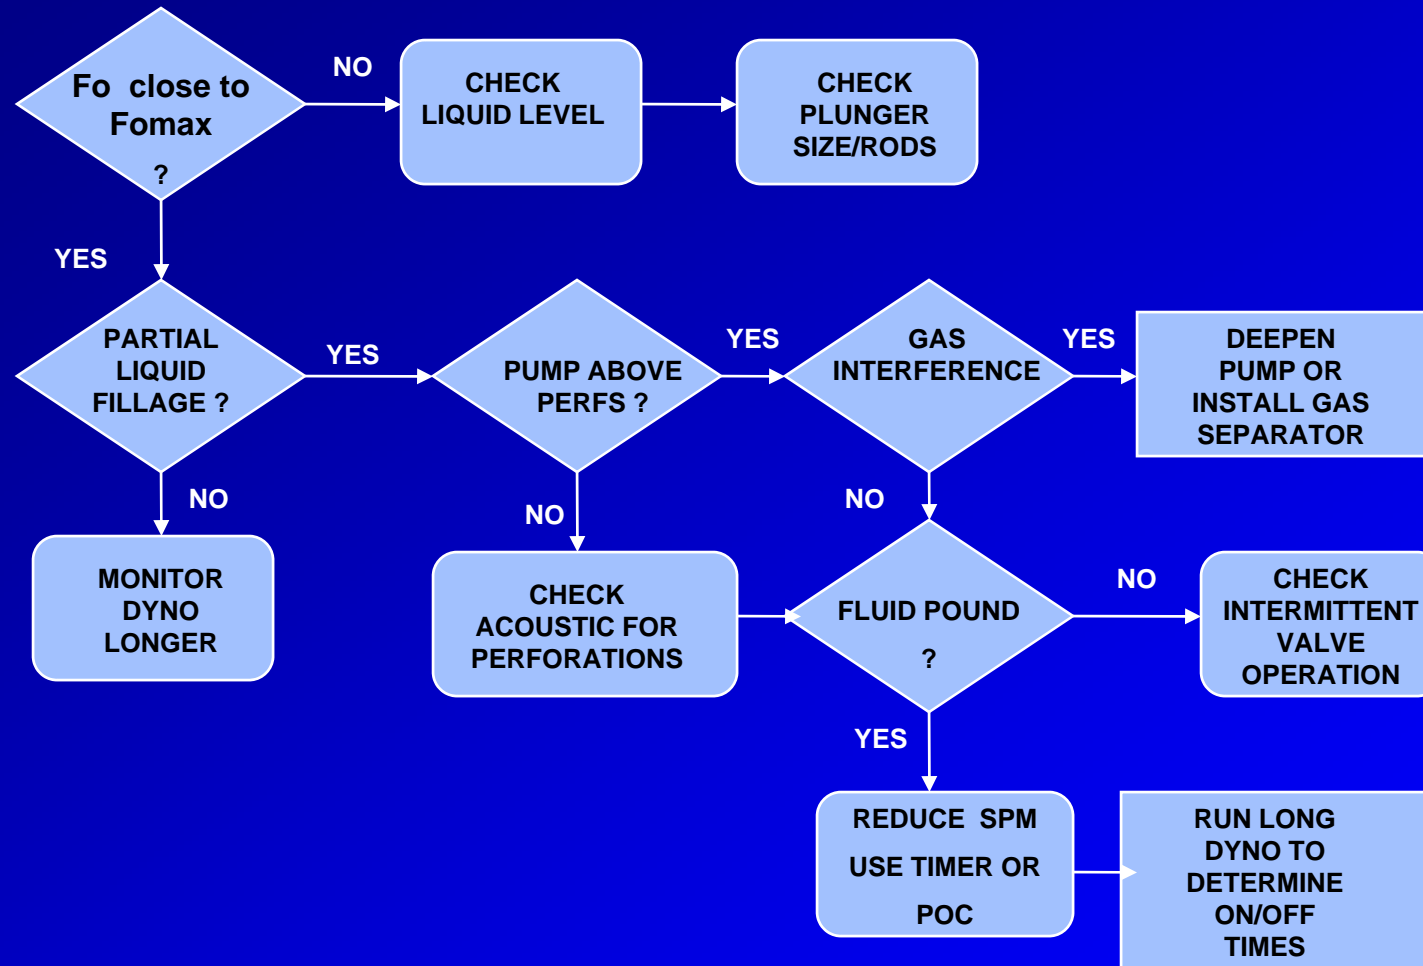 Fo close to
Fomax
?
NO
CHECK
LIQUID LEVEL
CHECK
PLUNGER
SIZE/RODS
YES
PARTIAL
LIQUID
FILLAGE ?
YES
PUMP ABOVE
PERFS ?
YES
GAS
INTERFERENCE
YES
DEEPEN
PUMP OR
INSTALL GAS
SEPARATOR
NO
MONITOR
DYNO
LONGER
NO
CHECK
ACOUSTIC FOR
PERFORATIONS
NO
FLUID POUND
?
NO
CHECK
INTERMITTENT
VALVE
OPERATION
YES
REDUCE SPM
USE TIMER OR
POC
RUN LONG
DYNO TO
DETERMINE
ON/OFF
TIMES